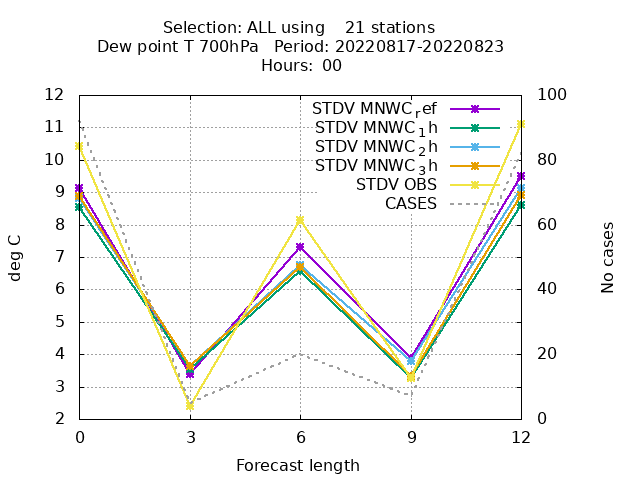 Selection: ALL using    21 stations
Dew point T 700hPa   Period: 20220817-20220823
Hours: 00
12
11
10
9
8
7
6
5
4
3
2
100
80
60
40
20
0
deg C
No cases
STDV MNWC_ref
STDV MNWC_1h
STDV MNWC_2h
STDV MNWC_3h
STDV OBS
CASES
0 3 6 9 12
Forecast length